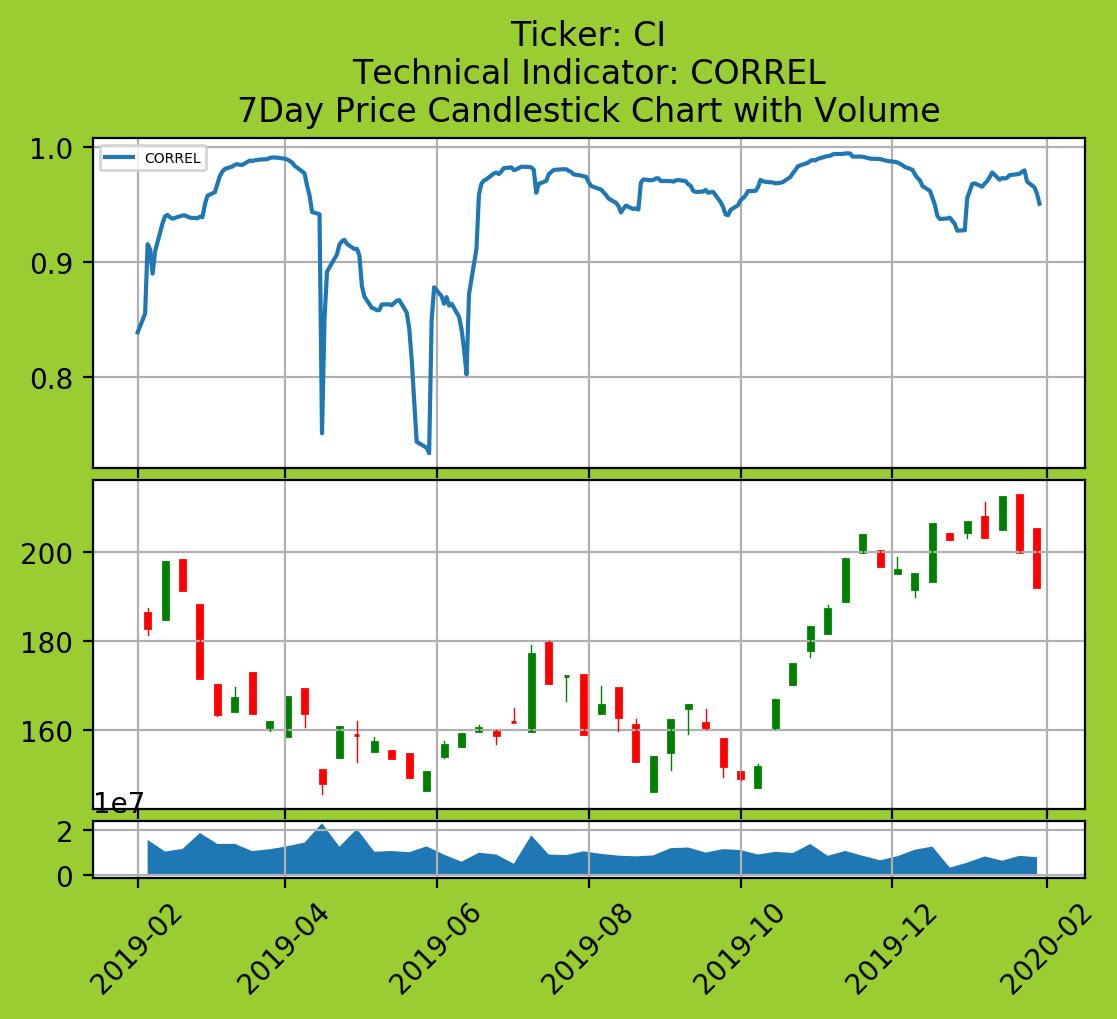 Ticker: CI
Technical Indicator: CORREL
7Day Price Candlestick Chart with Volume
CORREL
1.0
0.9
0.8
200
180
160
1e7
2
0
2019-02 2019-04 2019-06 2019-08 2019-10 2019-12 2020-02